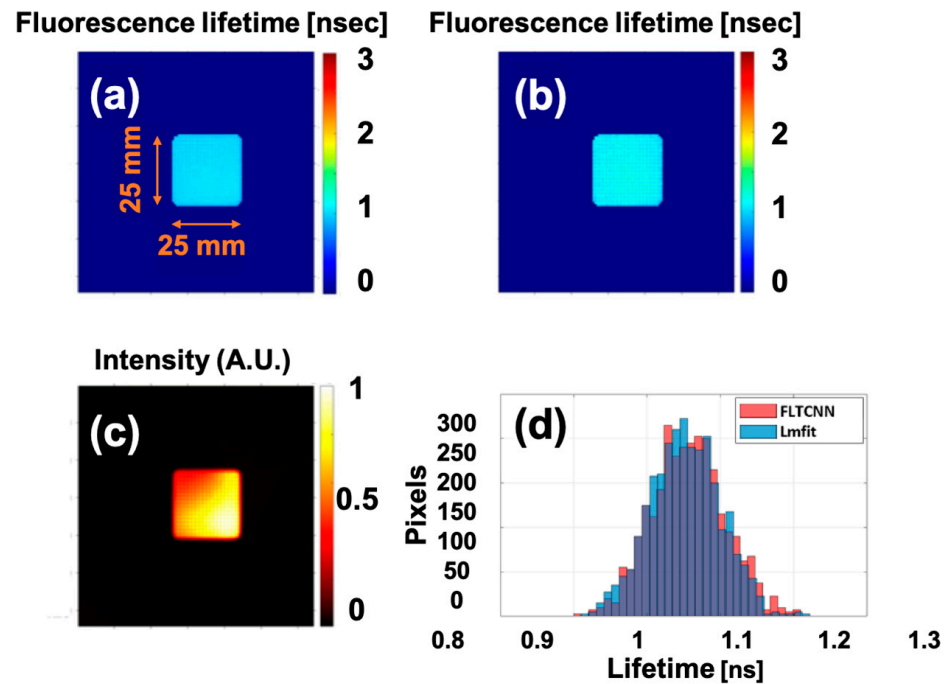 Fluorescence lifetime [nsec]
(a)
25 mm
25 mm
3
2
1
0
Fluorescence lifetime [nsec]
(b)
3
2
1
0
Intensity (A.U.)
(c)
1
0.5
0
(d)
FLTCNN
Lmfit
Pixels
300
250
200
150
100
50
0
0.8 0.9 1 1.1 1.2 1.3
Lifetime [ns]